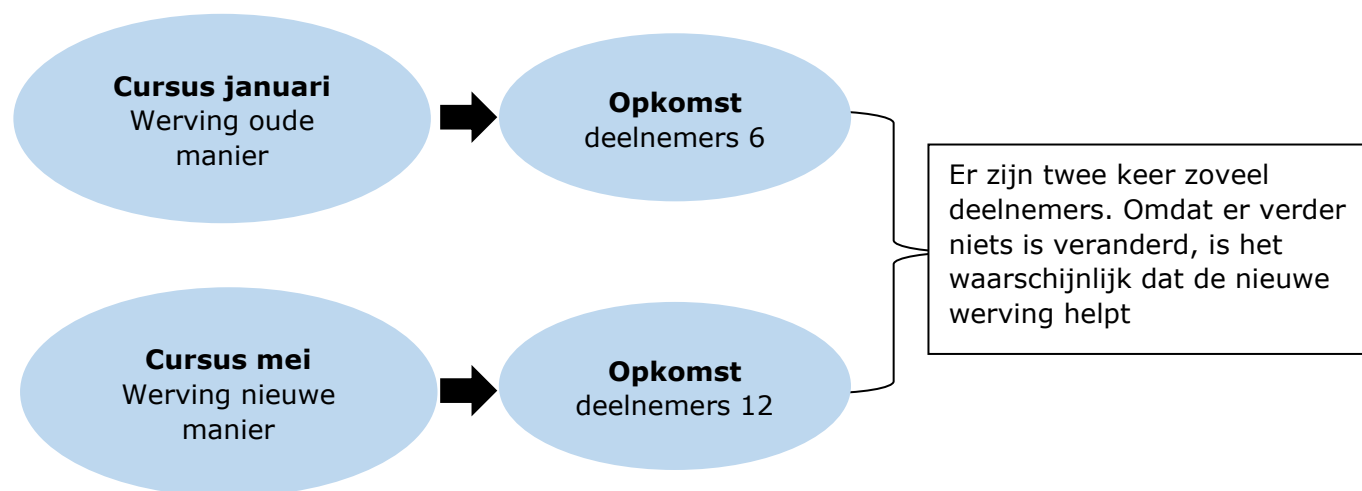 Cursus januari
Werving oude
manier
Opkomst
deelnemers 6
Er zijn twee keer zoveel
deelnemers. Omdat er verder
niets is veranderd, is het
waarschijnlijk dat de nieuwe
werving helpt
Cursus mei
Werving nieuwe
manier
Opkomst
deelnemers 12